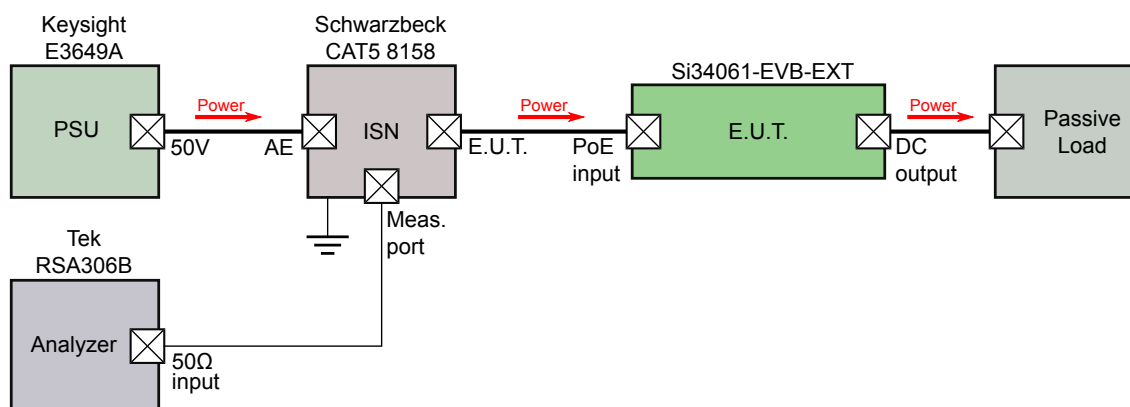 Keysight
E3649A
PSU
50V
Power
Schwarzbeck
CAT5 8158
ISN
AE
E.U.T.
Meas.
port
Power
Si34061-EVB-EXT
E.U.T.
PoE
input
DC
output
Power
Passive
Load
Tek
RSA306B
Analyzer
50Ω
input